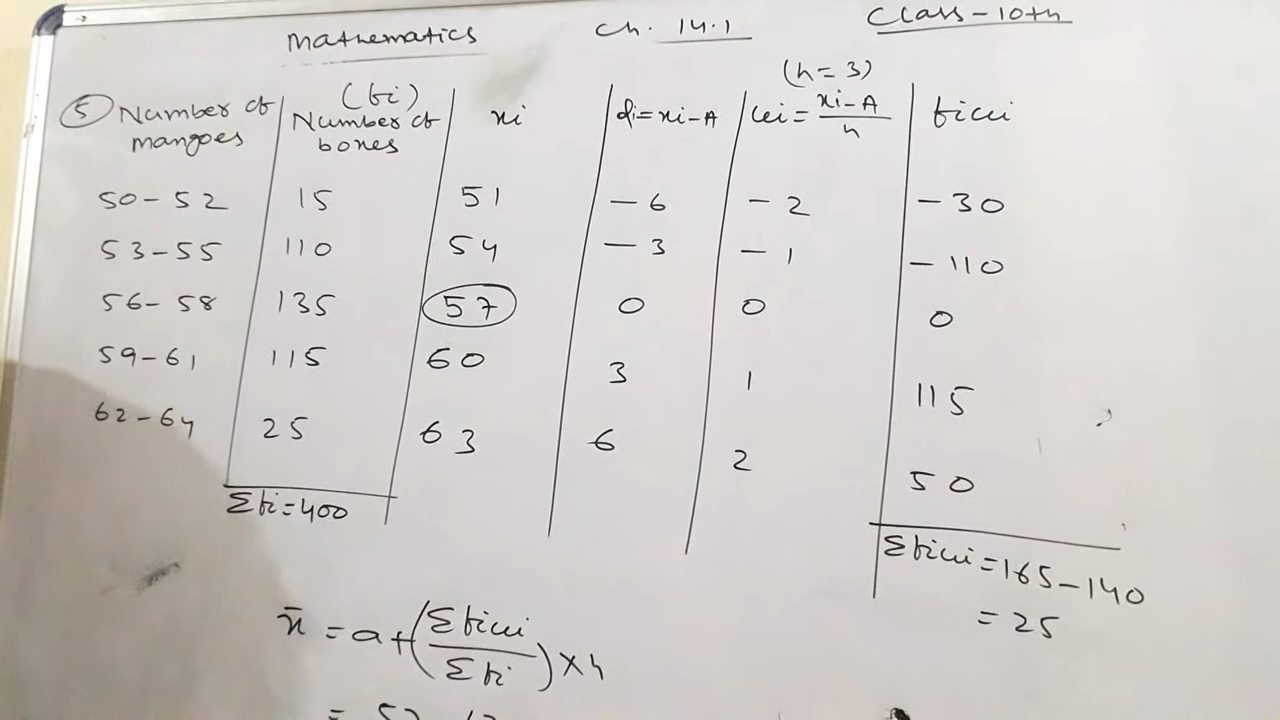 Mathematics Ch. 14.1 Class-10th
(h=3)
⑤ Number of mangoes (fi) Number of boxes xi di=xi-A ui=xi-A/h fiui
50-52 15 51 -6 -2 -30
53-55 110 54 -3 -1 -110
56-58 135 57 0 0 0
59-61 115 60 3 1 115
62-64 25 63 6 2 50
Σfi=400
Σfiui=165-140
=25
x̄ =a+(Σfiui/Σfi)×h